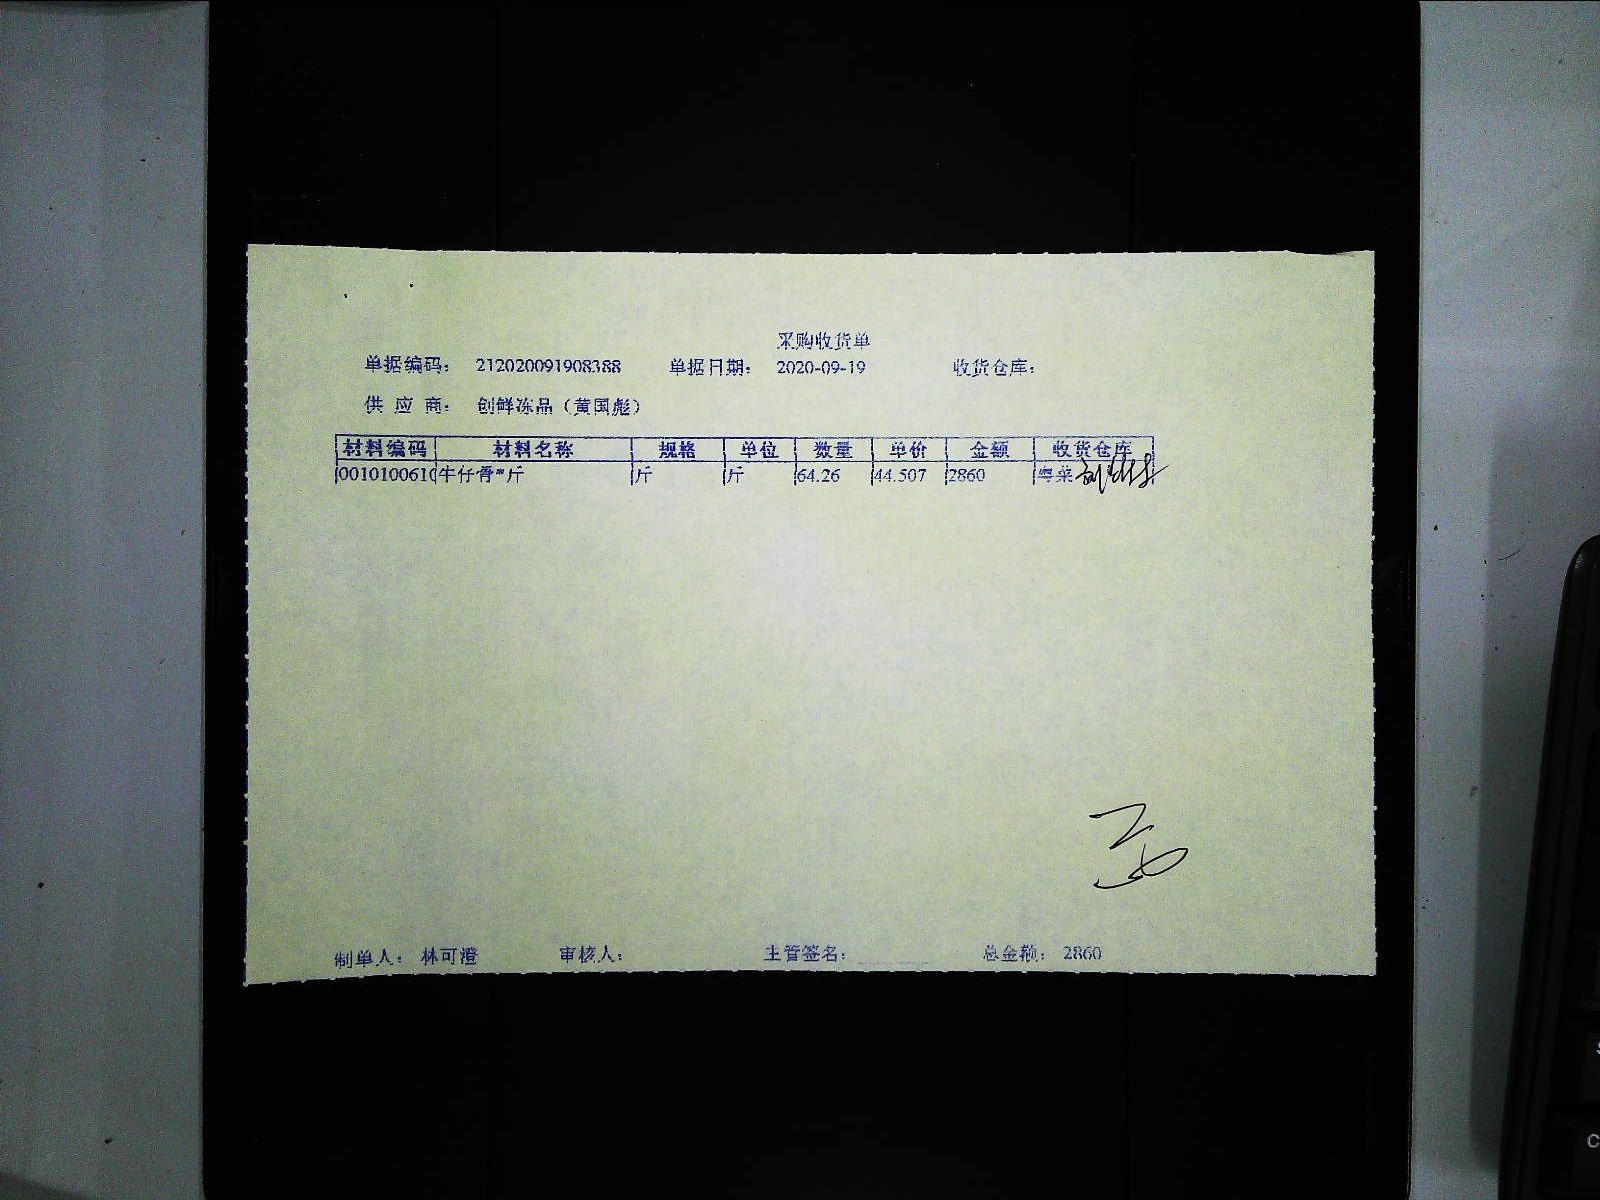 采购收货单
单据编码： 212020091908388 单据日期： 2020-09-19 收货仓库：
供 应 商： 创鲜冻品（黄国彪）
材料编码 材料名称 规格 单位 数量 单价 金额 收货仓库
0010100610 牛仔骨*斤 斤 斤 64.26 44.507 2860 粤菜
制单人： 林可澄 审核人： 主管签名： 总金额： 2860